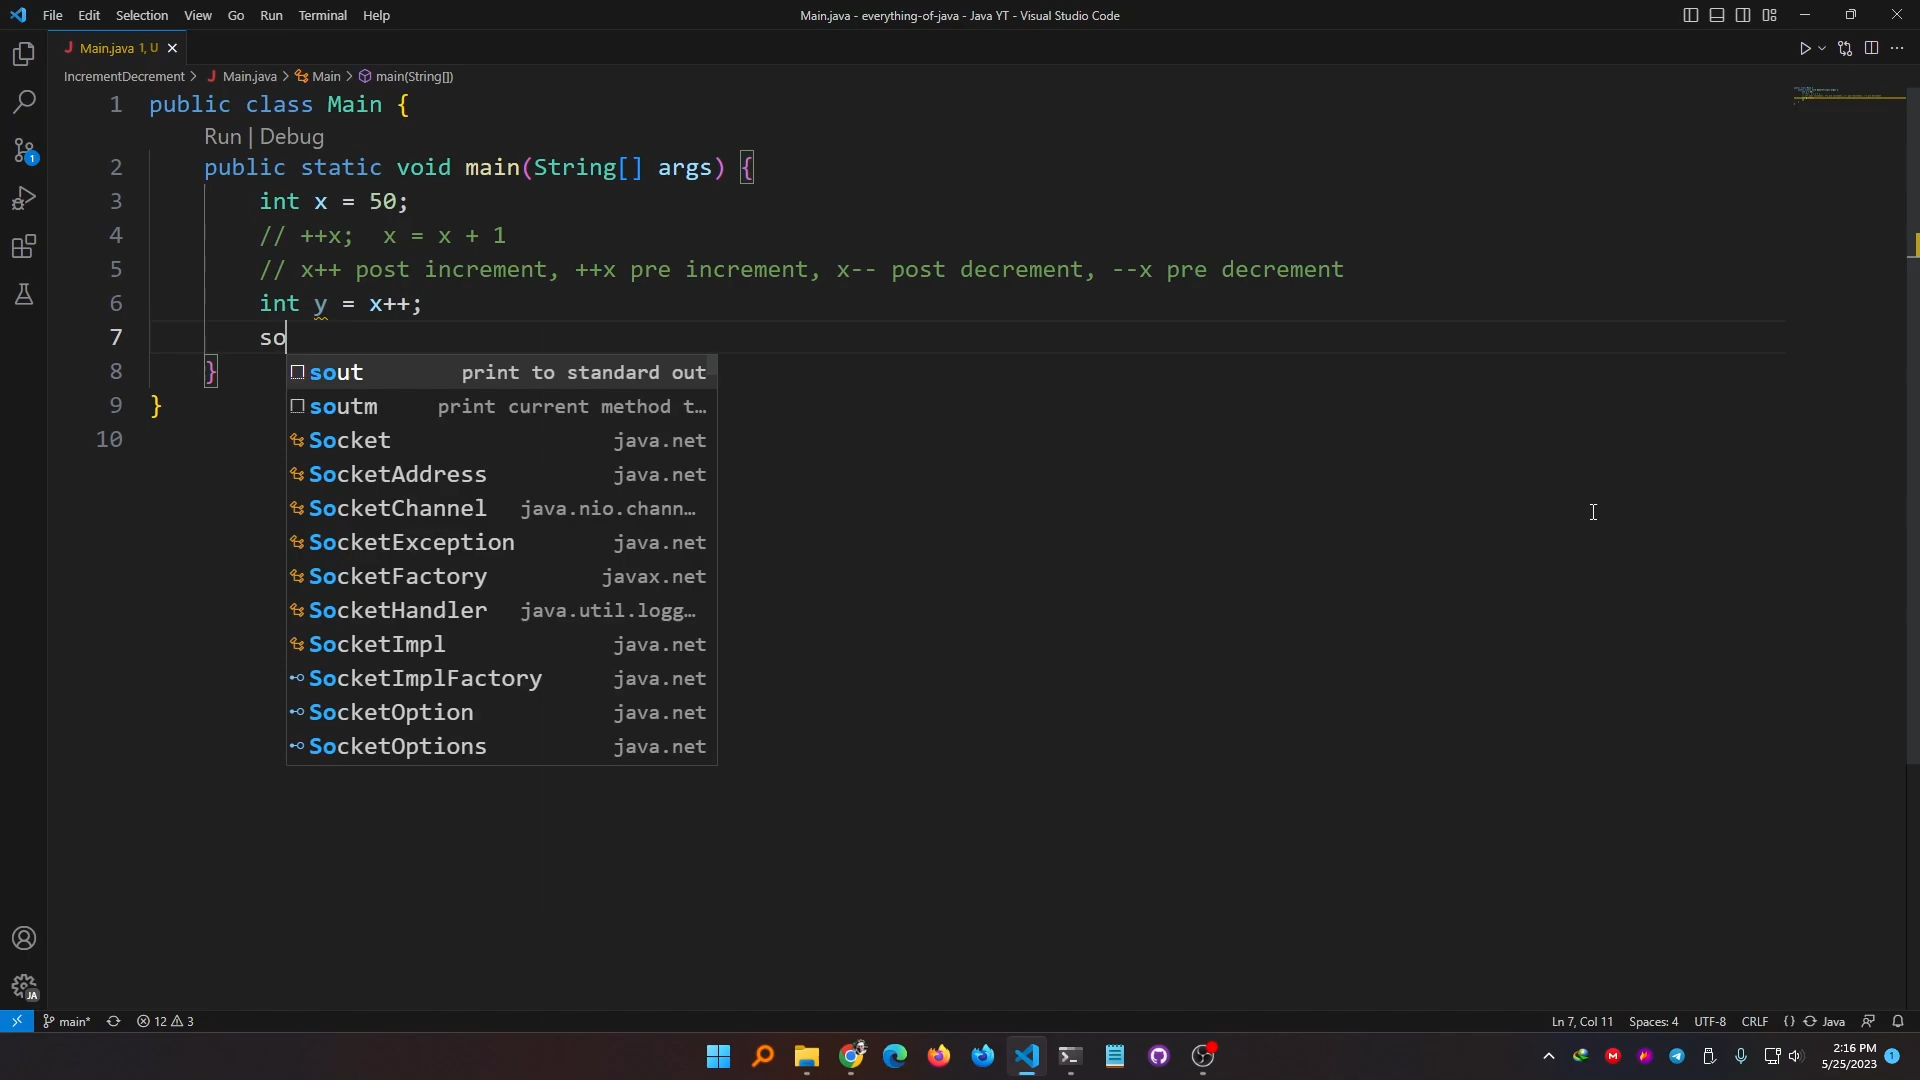 File Edit Selection View Go Run Terminal Help
Main.java - everything-of-java - Java YT - Visual Studio Code
J Main.java 1, U
IncrementDecrement > J Main.java > Main > main(String[])
1 public class Main {
Run | Debug
2 public static void main(String[] args) {
3 int x = 50;
4 // ++x;  x = x + 1
5 // x++ post increment, ++x pre increment, x-- post decrement, --x pre decrement
6 int y = x++;
7 so
8 }
9 }
10
sout print to standard out
soutm print current method t…
Socket java.net
SocketAddress java.net
SocketChannel java.nio.chann…
SocketException java.net
SocketFactory javax.net
SocketHandler java.util.logg…
SocketImpl java.net
SocketImplFactory java.net
SocketOption java.net
SocketOptions java.net
1
JA
main* 12 3
Ln 7, Col 11 Spaces: 4 UTF-8 CRLF {} Java
2:16 PM
5/25/2023
1